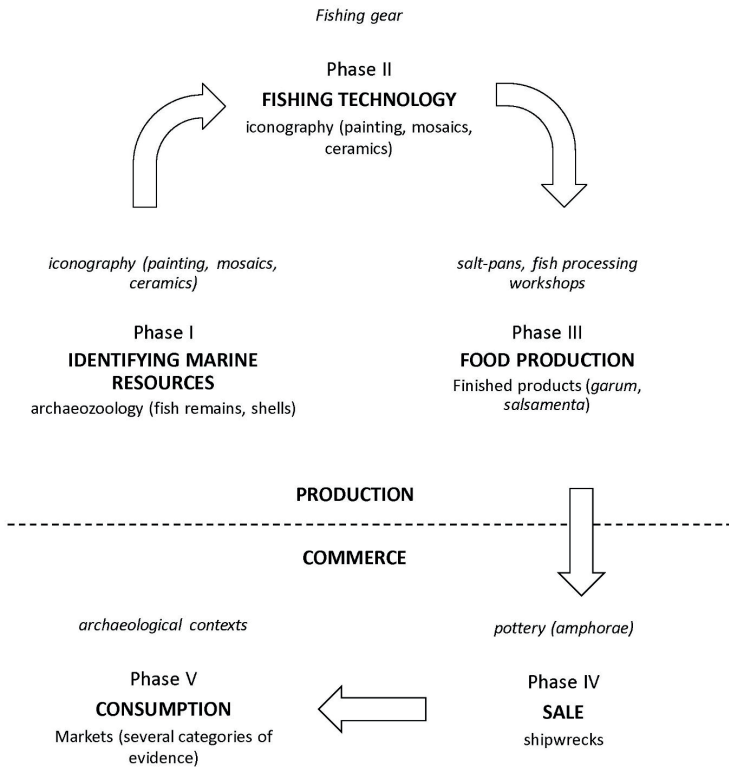 Fishing gear
Phase II
FISHING TECHNOLOGY
iconography (painting, mosaics,
ceramics)
iconography (painting, mosaics,
ceramics)
Phase I
IDENTIFYING MARINE
RESOURCES
archaeozoology (fish remains, shells)
salt-pans, fish processing
workshops
Phase III
FOOD PRODUCTION
Finished products (garum,
salsamenta)
PRODUCTION
COMMERCE
pottery (amphorae)
Phase IV
SALE
shipwrecks
archaeological contexts
Phase V
CONSUMPTION
Markets (several categories of
evidence)